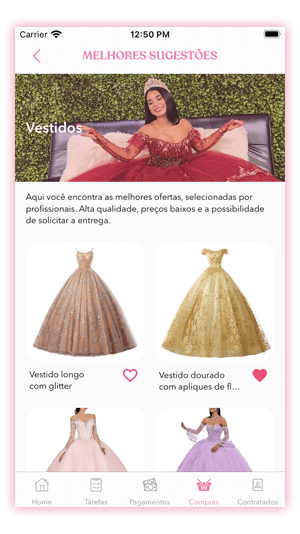 Carrier 12:50 PM
MELHORES SUGESTÕES
Vestidos
Aqui você encontra as melhores ofertas, selecionadas por
profissionais. Alta qualidade, preços baixos e a possibilidade
de solicitar a entrega.
Vestido longo
com glitter
Vestido dourado
com apliques de fl...
Home Tarefas Pagamentos Compras Contratados